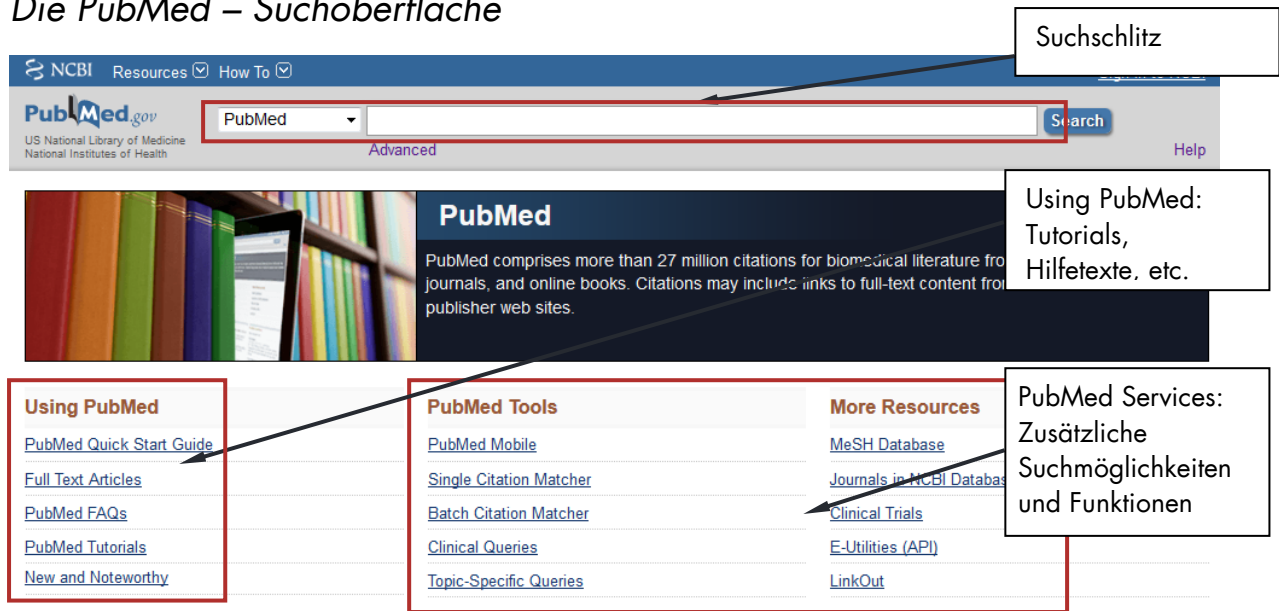 Die PubMed – Suchoberfläche
Suchschlitz
NCBI Resources How To
PubMed.gov
US National Library of Medicine
National Institutes of Health
PubMed
Search
Advanced
Help
PubMed
PubMed comprises more than 27 million citations for biomedical literature
journals, and online books. Citations may include links to full-text content
publisher web sites.
Using PubMed:
Tutorials,
Hilfetexte, etc.
Using PubMed
PubMed Quick Start Guide
Full Text Articles
PubMed FAQs
PubMed Tutorials
New and Noteworthy
PubMed Tools
PubMed Mobile
Single Citation Matcher
Batch Citation Matcher
Clinical Queries
Topic-Specific Queries
More Resources
MeSH Database
Journals in NCBI
Clinical Trials
E-Utilities (API)
LinkOut
PubMed Services:
Zusätzliche
Suchmöglichkeiten
und Funktionen